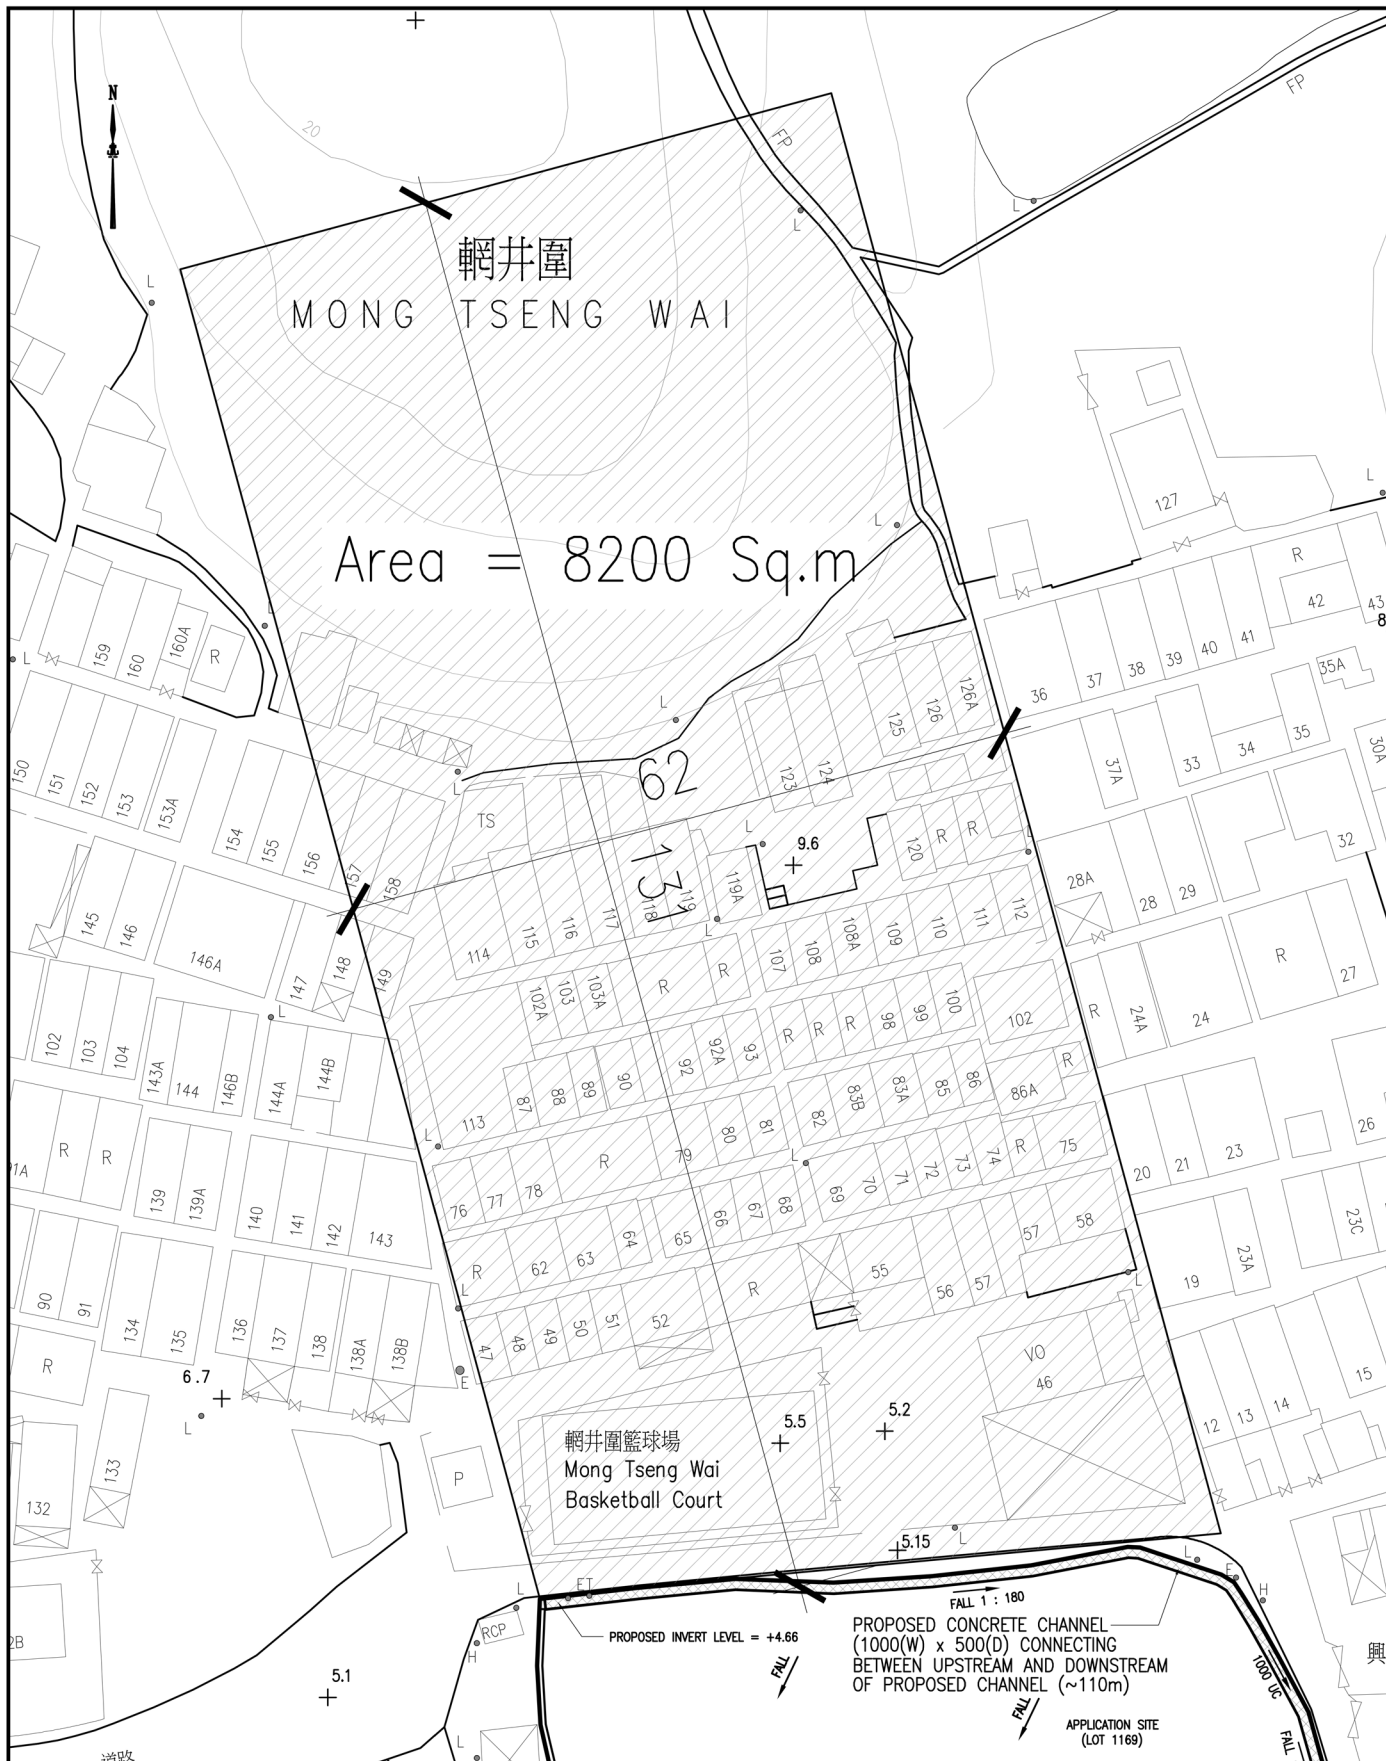 N
20
FP
FP
L
L
L
輞井圍
MONG TSENG WAI
127
L
L
Area = 8200 Sq.m
R
42
43
8
159
160
160A
R
L
L
41
40
39
38
37
36
35A
126A
126
125
L
62
123
124
35
34
33
37A
30A
150
151
152
153
153A
154
155
156
157
158
L
TS
131
L
9.6
120
R
R
L
32
119A
119
118
117
116
115
114
L
28A
28
29
145
146
146A
147
148
149
107
108
108A
109
110
111
112
R
27
102A
103
103A
R
R
102
103
104
143A
144
146B
144A
144B
L
R
R
R
98
99
100
102
R
24A
24
87
88
89
90
92
92A
93
113
L
82
83B
83A
85
86
86A
R
26
91A
R
R
139
139A
140
141
142
143
76
77
78
R
79
80
81
L
69
70
71
72
73
74
R
75
20
21
23
R
62
63
64
65
66
67
68
57
58
23A
23C
19
90
91
134
135
136
137
138
138A
138B
L
47
48
49
50
51
52
R
55
56
57
L
R
6.7
L
E
VO
46
15
14
13
12
133
132
P
輞井圍籃球場
Mong Tseng Wai
Basketball Court
5.5
5.2
5.15
L
L
E
H
L
ET
RCP
H
FALL 1 : 180
PROPOSED INVERT LEVEL = +4.66
PROPOSED CONCRETE CHANNEL
(1000(W) x 500(D) CONNECTING
BETWEEN UPSTREAM AND DOWNSTREAM
OF PROPOSED CHANNEL (~110m)
1000 UC
FALL
FALL
FALL
5.1
2B
興
APPLICATION SITE
(LOT 1169)
L
道路